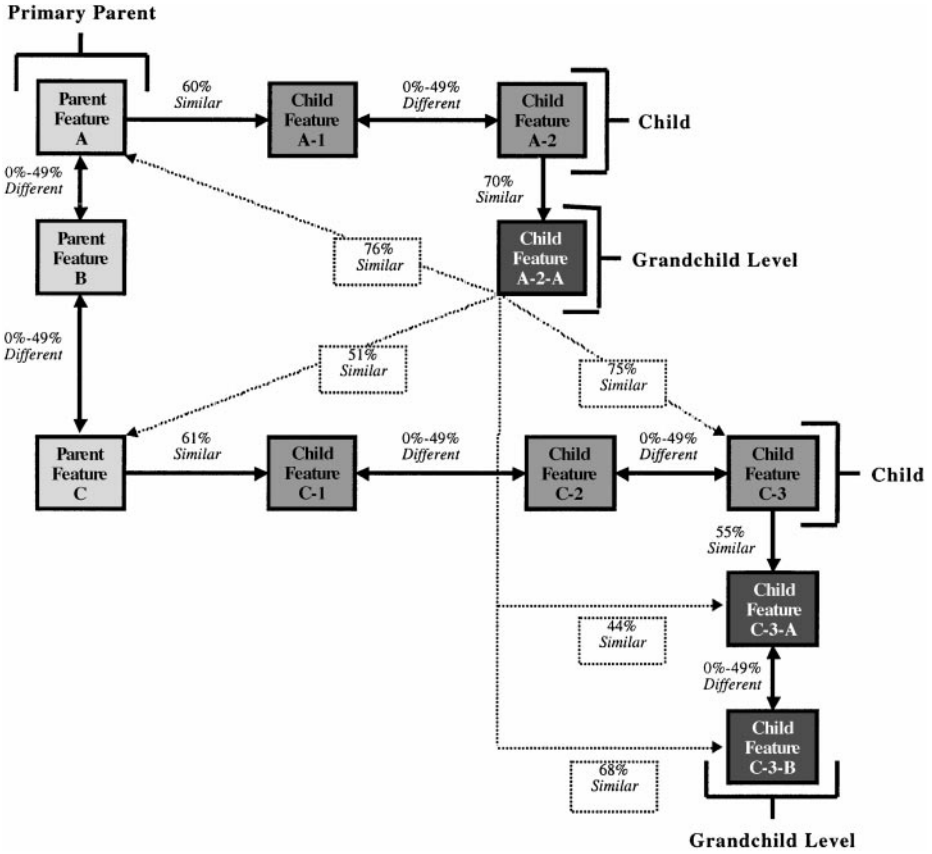 Primary Parent
Parent
Feature
A
60%
Similar
Child
Feature
A-1
0%-49%
Different
Child
Feature
A-2
Child
0%-49%
Different
70%
Similar
Parent
Feature
B
76%
Similar
Child
Feature
A-2-A
Grandchild Level
0%-49%
Different
51%
Similar
75%
Similar
Parent
Feature
C
61%
Similar
Child
Feature
C-1
0%-49%
Different
Child
Feature
C-2
0%-49%
Different
Child
Feature
C-3
Child
55%
Similar
Child
Feature
C-3-A
44%
Similar
0%-49%
Different
Child
Feature
C-3-B
68%
Similar
Grandchild Level